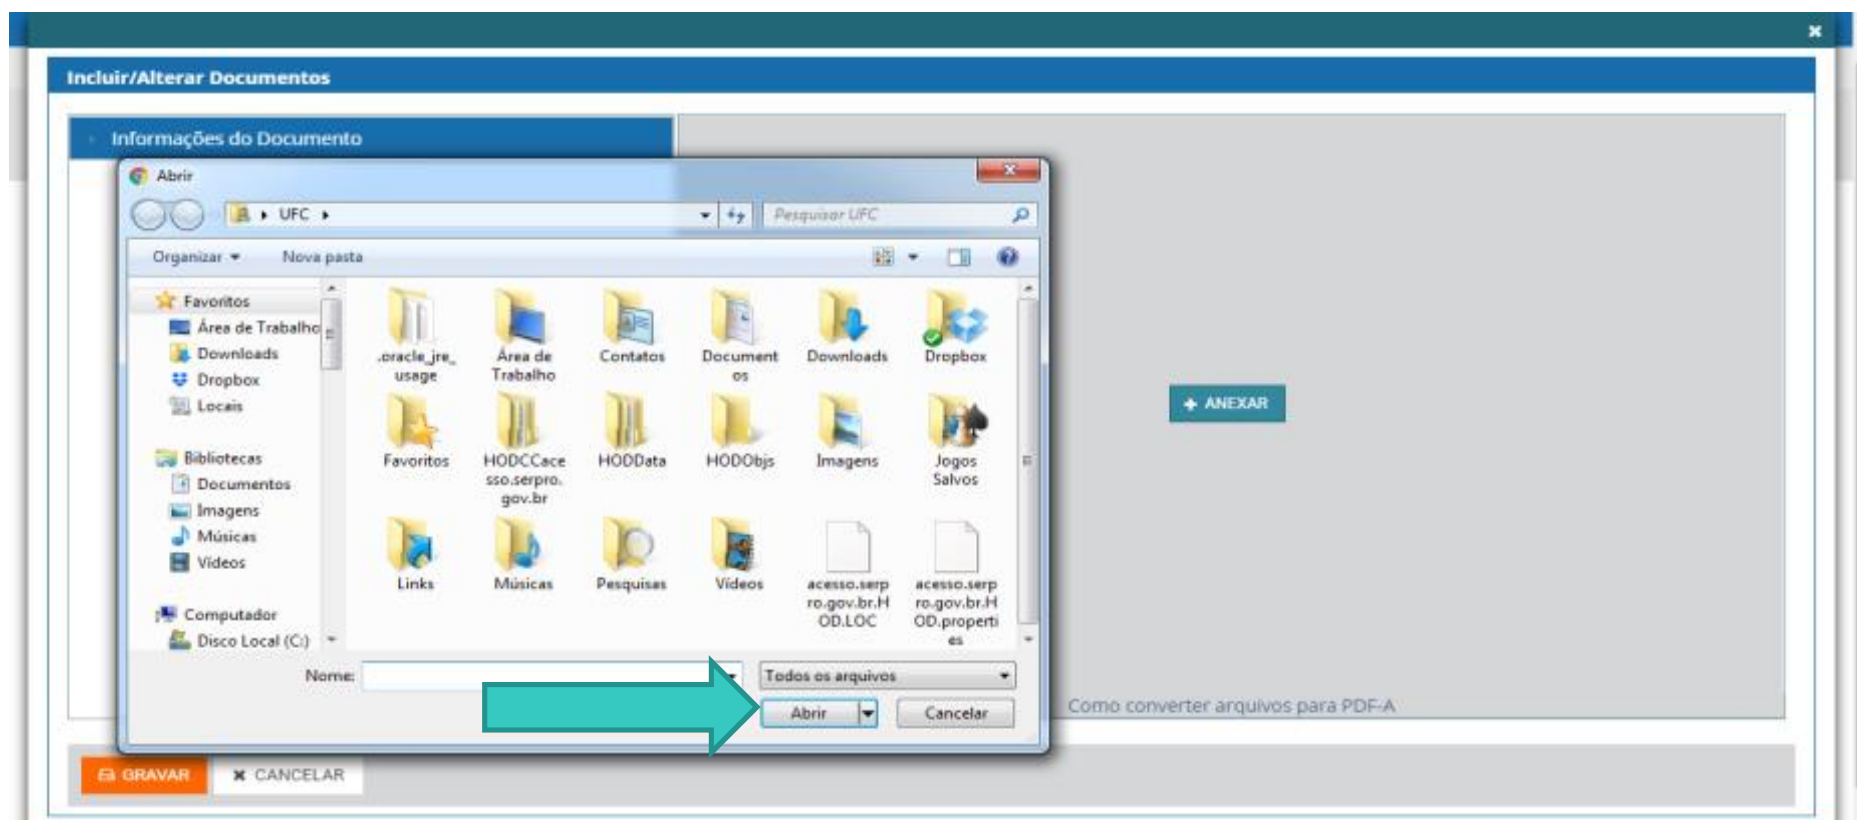 Incluir/Alterar Documentos
Informações do Documento
Abrir
UFC
Pesquisar UFC
Organizar
Nova pasta
Favoritos
Área de Trabalho
Downloads
Dropbox
Locais
Bibliotecas
Documentos
Imagens
Músicas
Vídeos
Computador
Disco Local (C:)
.oracle_jre_
usage
Área de
Trabalho
Contatos
Document
os
Downloads
Dropbox
Favoritos
HODCCace
sso.serpro.
gov.br
HODData
HODObjs
Imagens
Jogos
Salvos
Links
Músicas
Pesquisas
Vídeos
acesso.serp
ro.gov.br.H
OD.LOC
acesso.serp
ro.gov.br.H
OD.properti
es
Nome:
Todos os arquivos
Abrir
Cancelar
+ ANEXAR
Como converter arquivos para PDF-A
GRAVAR
CANCELAR